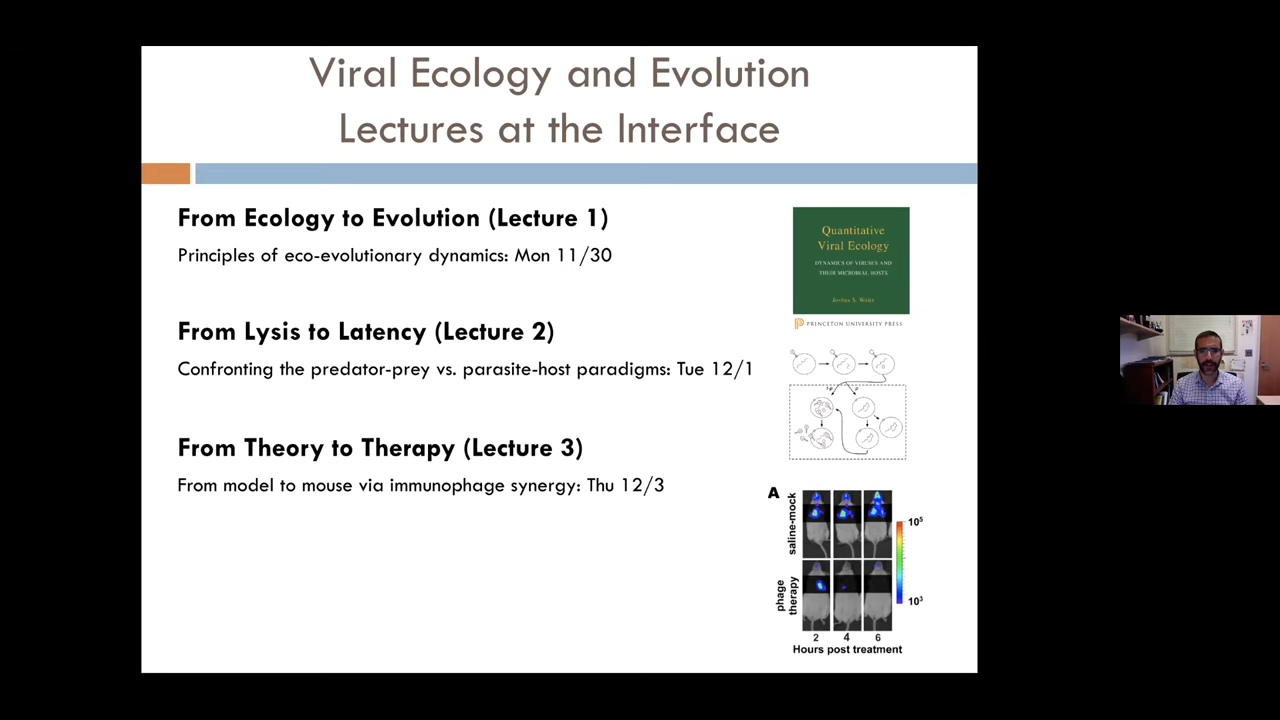 Viral Ecology and Evolution
Lectures at the Interface
From Ecology to Evolution (Lecture 1)
Principles of eco-evolutionary dynamics: Mon 11/30
From Lysis to Latency (Lecture 2)
Confronting the predator-prey vs. parasite-host paradigms: Tue 12/1
From Theory to Therapy (Lecture 3)
From model to mouse via immunophage synergy: Thu 12/3
Quantitative
Viral Ecology
DYNAMICS OF VIRUSES AND
THEIR MICROBIAL HOSTS
Joshua S. Weitz
PRINCETON UNIVERSITY PRESS
A
saline-mock
phage
therapy
10⁵
10³
2 4 6
Hours post treatment